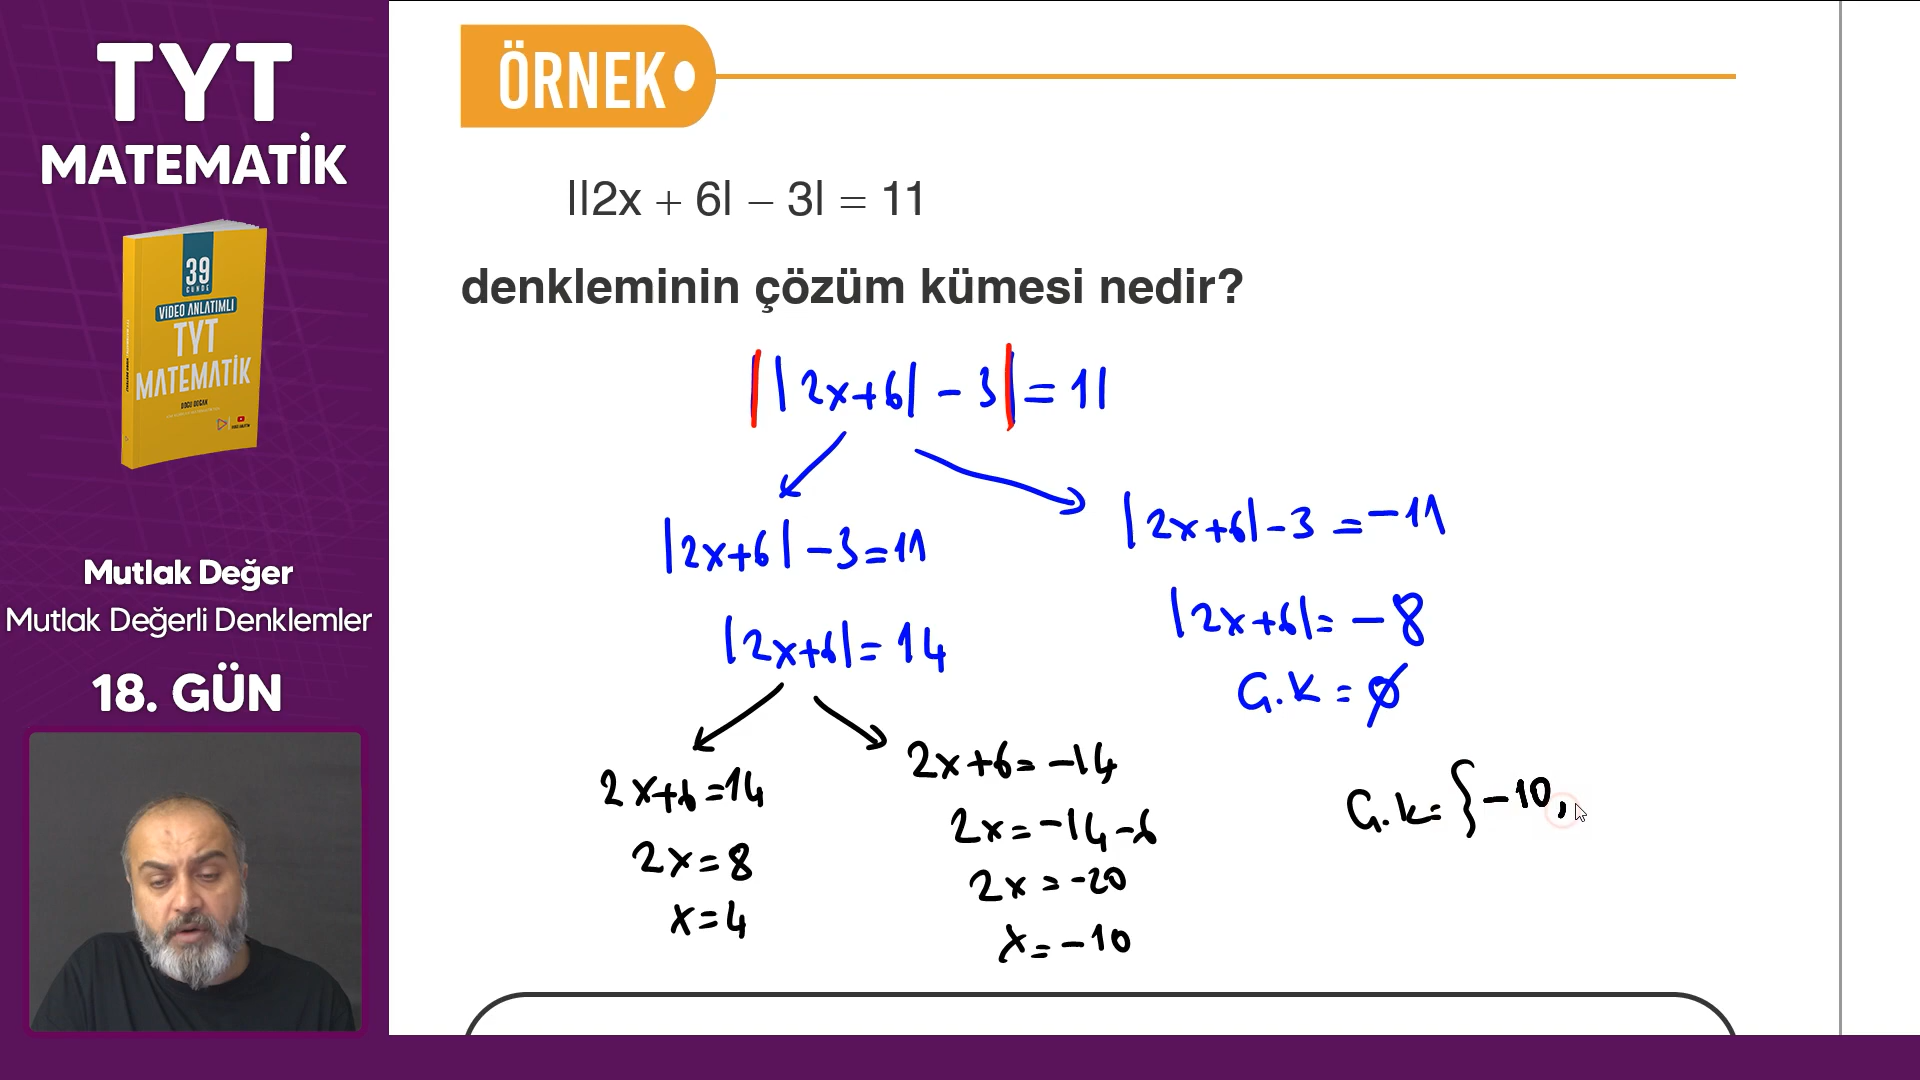 TYT
MATEMATİK
39
GÜNDE
VİDEO ANLATIMLI
TYT
MATEMATİK
Mutlak Değer
Mutlak Değerli Denklemler
18. GÜN
ÖRNEK
||2x + 6| − 3| = 11
denkleminin çözüm kümesi nedir?
||2x+6| - 3| = 11
|2x+6| - 3 = 11
|2x+6| - 3 = -11
|2x+6| = 14
|2x+6| = -8
Ç.K = ∅
2x+6 = 14
2x = 8
x = 4
2x+6 = -14
2x = -14-6
2x = -20
x = -10
Ç.K = {-10,